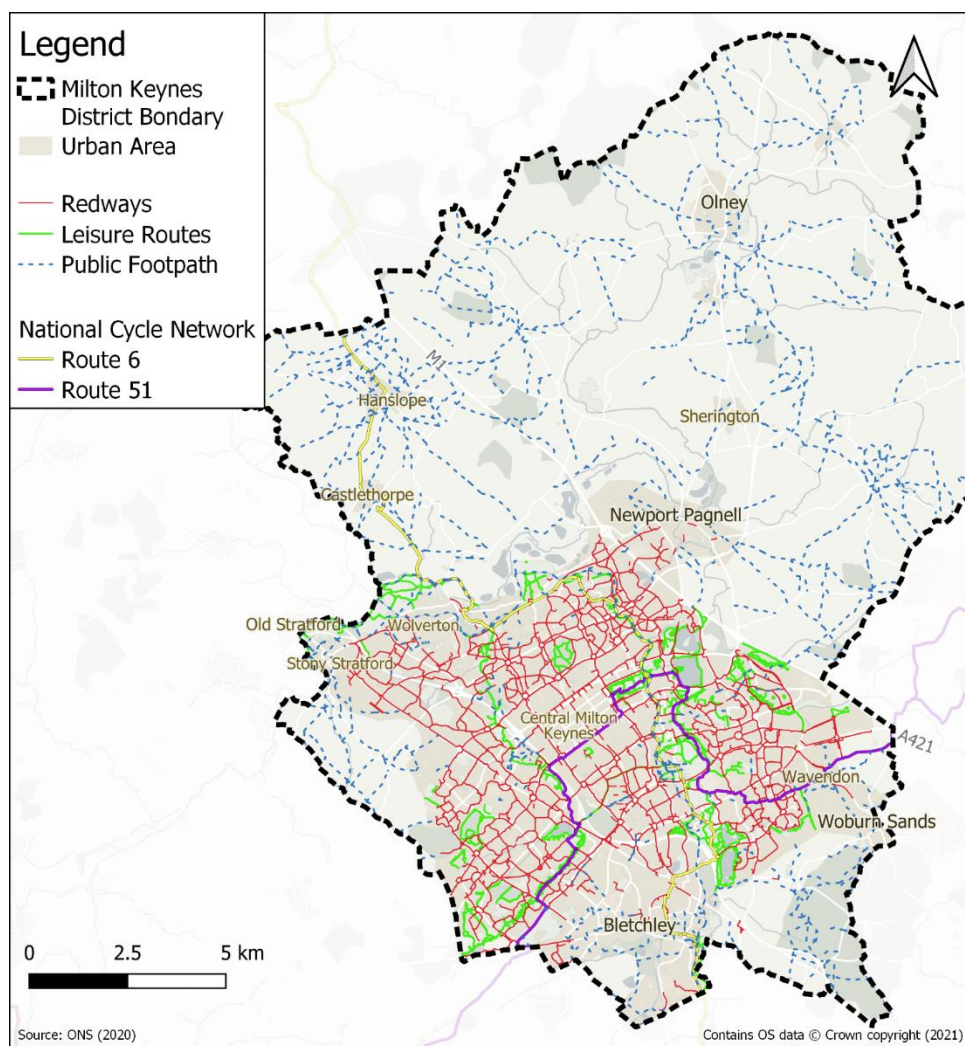 Legend
Milton Keynes
District Bondary
Urban Area
Redways
Leisure Routes
Public Footpath
National Cycle Network
Route 6
Route 51
Olney
M1
Hanslope
Sherington
Castlethorpe
Newport Pagnell
Old Stratford
Wolverton
Stony Stratford
Central Milton
Keynes
A421
Wavendon
Woburn Sands
Bletchley
0 2.5 5 km
Source: ONS (2020)
Contains OS data © Crown copyright (2021)